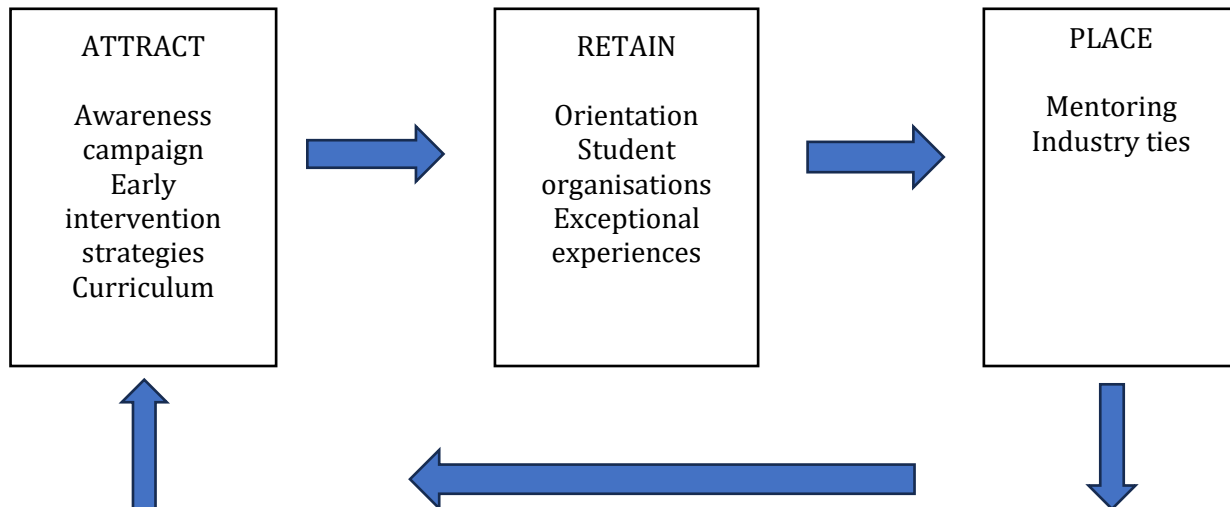 ATTRACT
Awareness
campaign
Early
intervention
strategies
Curriculum
RETAIN
Orientation
Student
organisations
Exceptional
experiences
PLACE
Mentoring
Industry ties